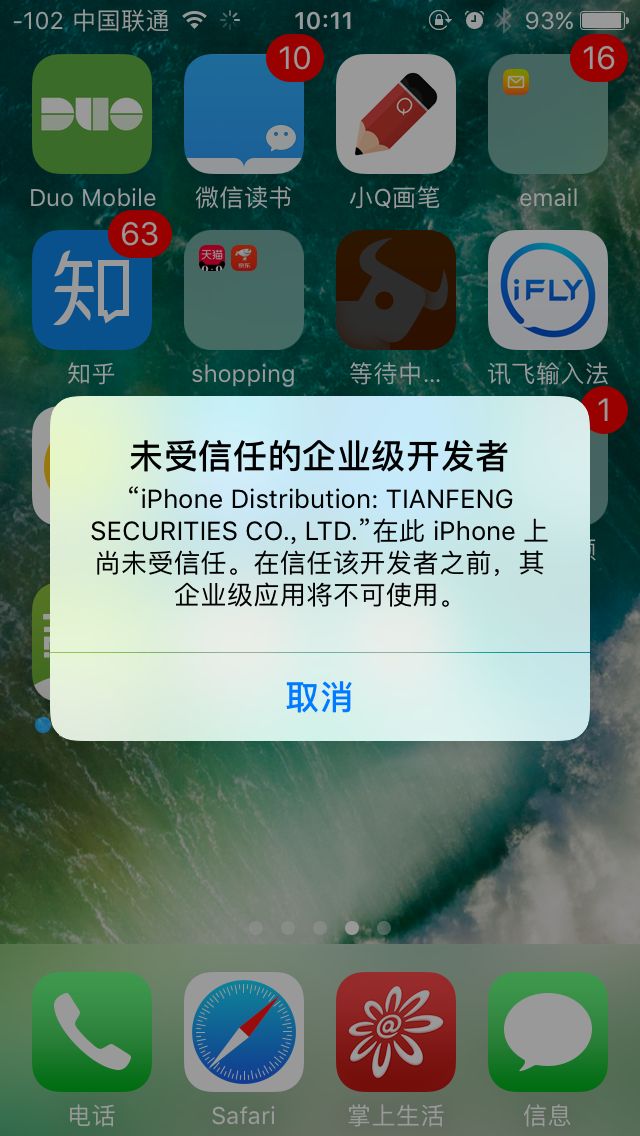 -102 中国联通 10:11 93%
10 16
DUO Q
Duo Mobile 微信读书 小Q画笔 email
63
知 天猫 京东 iFLY
知乎 shopping 等待中... 讯飞输入法
1
未受信任的企业级开发者
“iPhone Distribution: TIANFENG
SECURITIES CO., LTD.”在此 iPhone 上
尚未受信任。在信任该开发者之前，其
企业级应用将不可使用。
取消
@
电话 Safari 掌上生活 信息